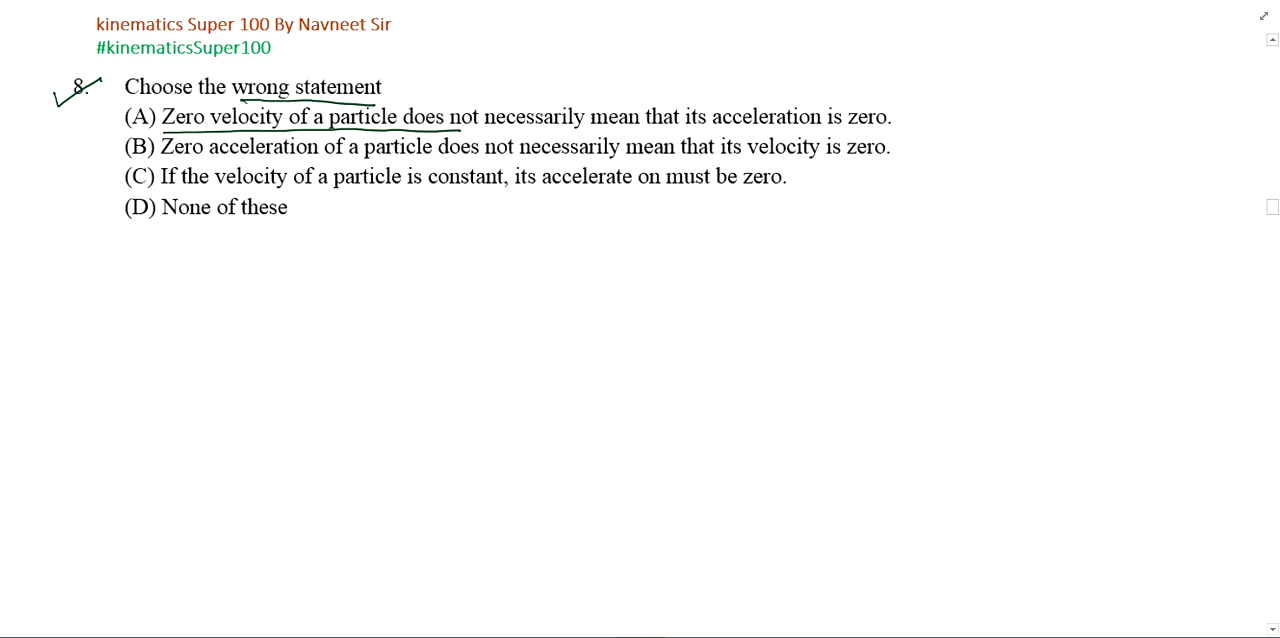 kinematics Super 100 By Navneet Sir
#kinematicsSuper100
8. Choose the wrong statement
(A) Zero velocity of a particle does not necessarily mean that its acceleration is zero.
(B) Zero acceleration of a particle does not necessarily mean that its velocity is zero.
(C) If the velocity of a particle is constant, its accelerate on must be zero.
(D) None of these